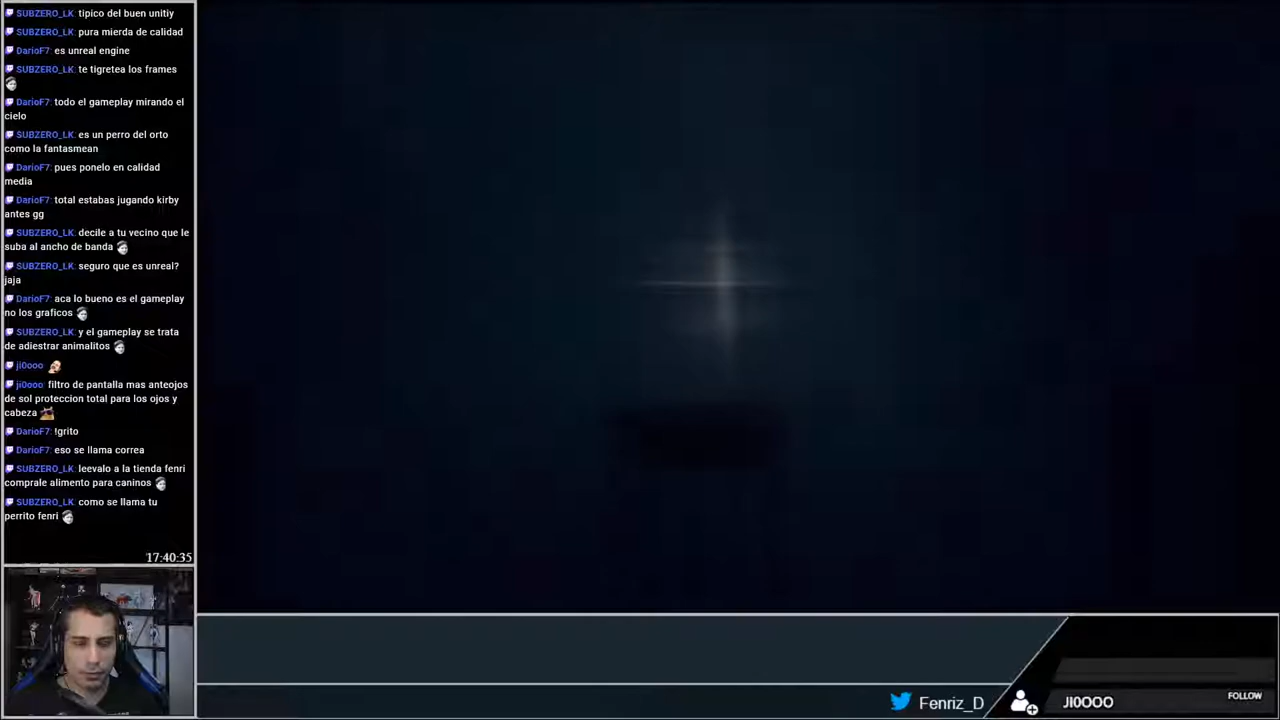 SUBZERO_LK: tipico del buen unitiy
SUBZERO_LK: pura mierda de calidad
DarioF7: es unreal engine
SUBZERO_LK: te tigretea los frames
DarioF7: todo el gameplay mirando el
cielo
SUBZERO_LK: es un perro del orto
como la fantasmean
DarioF7: pues ponelo en calidad
media
DarioF7: total estabas jugando kirby
antes gg
SUBZERO_LK: decile a tu vecino que le
suba al ancho de banda
SUBZERO_LK: seguro que es unreal?
jaja
DarioF7: aca lo bueno es el gameplay
no los graficos
SUBZERO_LK: y el gameplay se trata
de adiestrar animalitos
ji0ooo
ji0ooo: filtro de pantalla mas anteojos
de sol proteccion total para los ojos y
cabeza
DarioF7: !grito
DarioF7: eso se llama correa
SUBZERO_LK: leevalo a la tienda fenri
comprale alimento para caninos
SUBZERO_LK: como se llama tu
perrito fenri
17:40:35
Fenriz_D
JI0OOO
FOLLOW